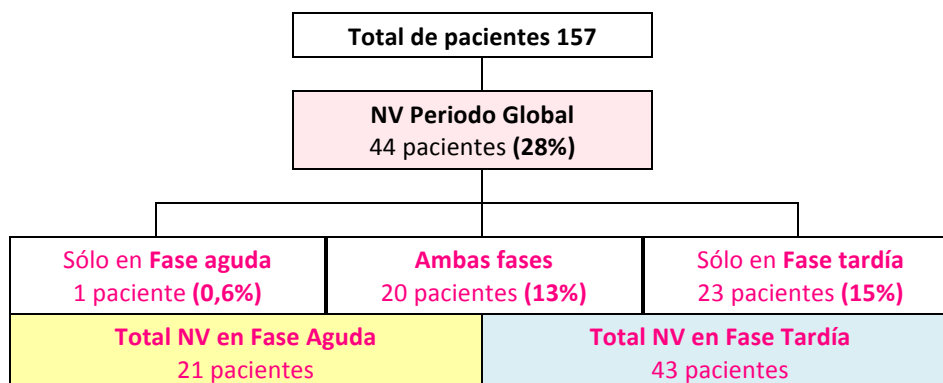 Total de pacientes 157
NV Periodo Global
44 pacientes (28%)
Sólo en Fase aguda
1 paciente (0,6%)
Ambas fases
20 pacientes (13%)
Sólo en Fase tardía
23 pacientes (15%)
Total NV en Fase Aguda
21 pacientes
Total NV en Fase Tardía
43 pacientes